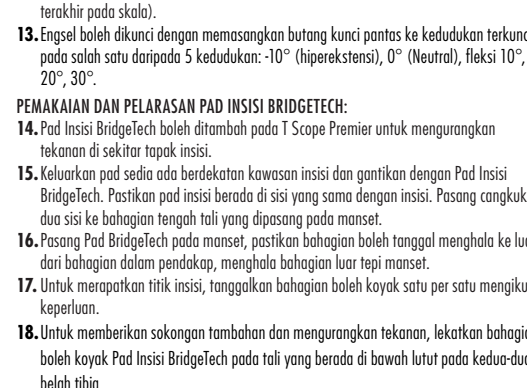 terakhir pada skala).
13. Engsel boleh dikunci dengan memasangkan butang kunci pantas ke kedudukan terkunc
pada salah satu daripada 5 kedudukan: -10° (hiperekstensi), 0° (Neutral), fleksi 10°,
20°, 30°.
PEMAKAIAN DAN PELARASAN PAD INSISI BRIDGETECH:
14. Pad Insisi BridgeTech boleh ditambah pada T Scope Premier untuk mengurangkan
tekanan di sekitar tapak insisi.
15. Keluarkan pad sedia ada berdekatan kawasan insisi dan gantikan dengan Pad Insisi
BridgeTech. Pastikan pad insisi berada di sisi yang sama dengan insisi. Pasang cangkuk
dua sisi ke bahagian tengah tali yang dipasang pada manset.
16. Pasang Pad BridgeTech pada manset, pastikan bahagian boleh tanggal menghala ke lua
dari bahagian dalam pendakap, menghala bahagian luar tepi manset.
17. Untuk merapatkan titik insisi, tanggalkan bahagian boleh koyak satu per satu mengiku
keperluan.
18. Untuk memberikan sokongan tambahan dan mengurangkan tekanan, lekatkan bahagia
boleh koyak Pad Insisi BridgeTech pada tali yang berada di bawah lutut pada kedua-dua
belah tibia